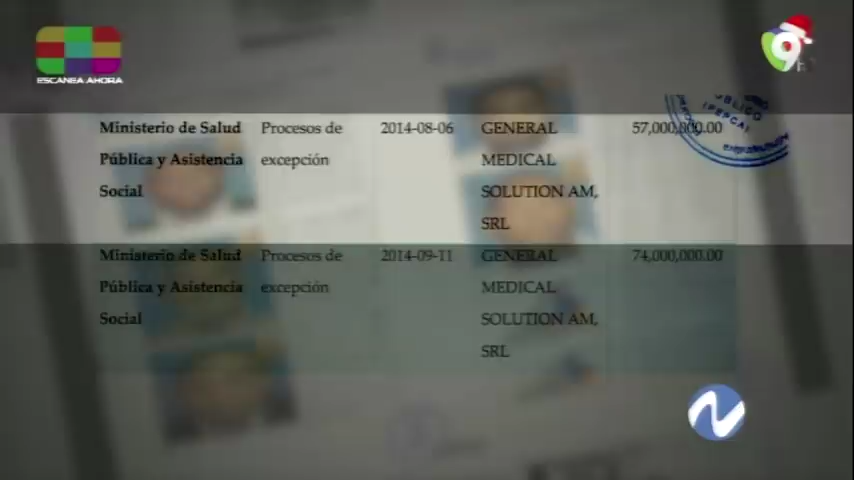 ESCANEA AHORA
9
Ministerio de Salud Procesos de 2014-08-06 GENERAL 57,000,000.00
Pública y Asistencia excepción MEDICAL
Social SOLUTION AM,
SRL
Ministerio de Salud Procesos de 2014-09-11 GENERAL 74,000,000.00
Pública y Asistencia excepción MEDICAL
Social SOLUTION AM,
SRL